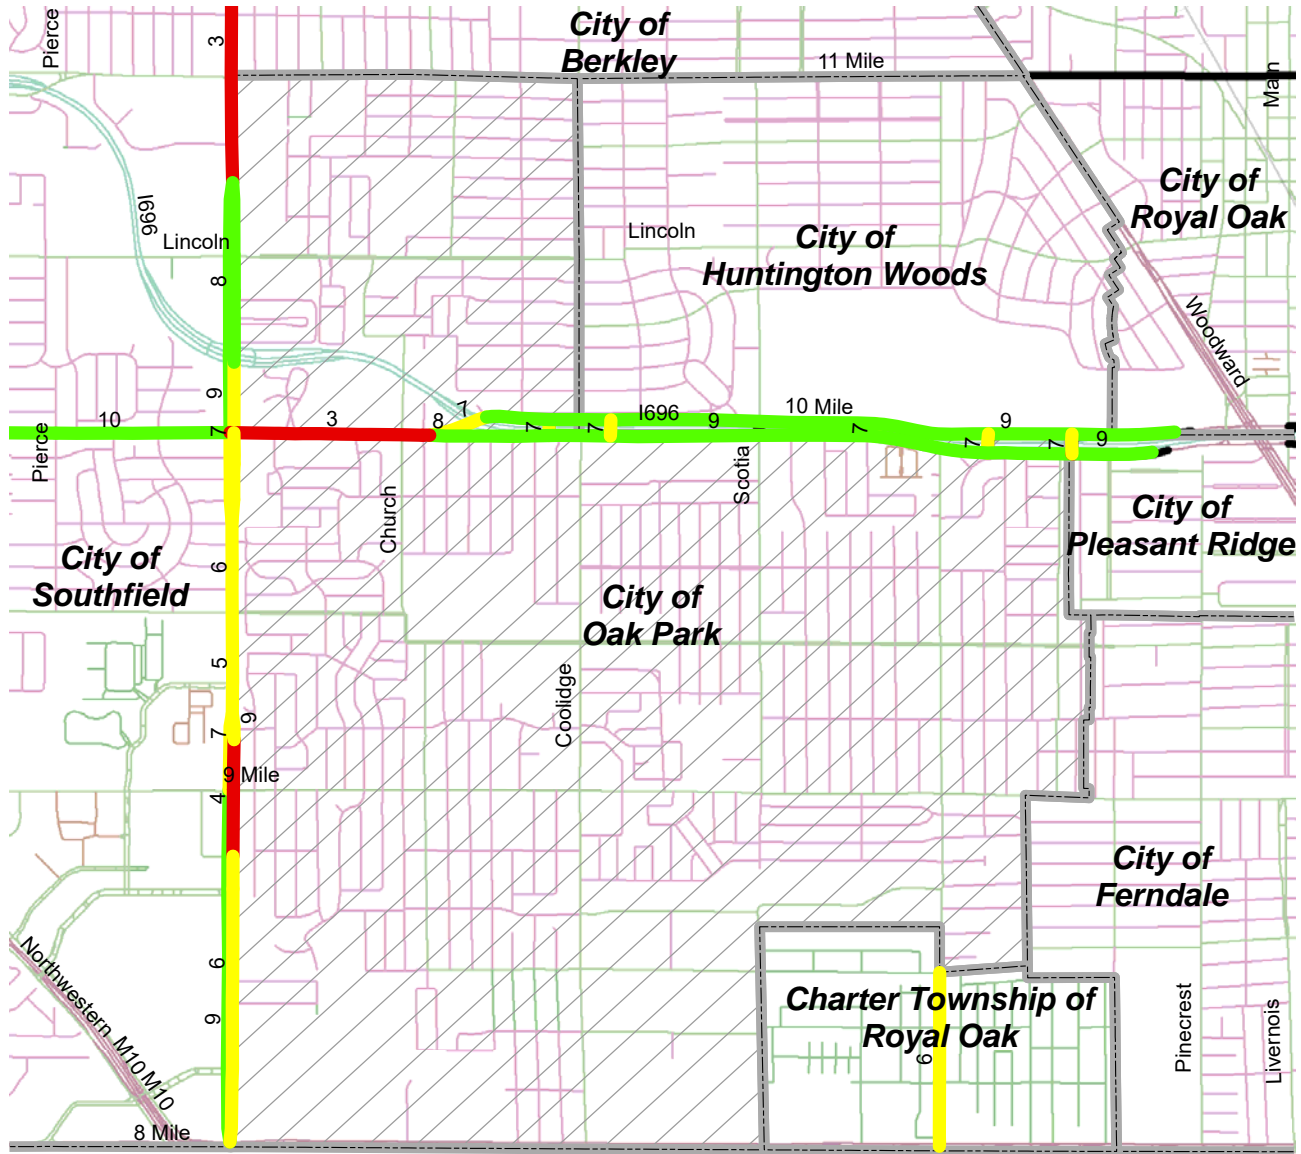 Pierce
3
City of
Berkley
11 Mile
Main
I696
Lincoln
8
Lincoln
City of
Huntington Woods
City of
Royal Oak
Woodward
9
10
7
3
8
7
7
7
I696
9
10 Mile
7
9
7
7
9
Pierce
Church
Scotia
City of
Pleasant Ridge
City of
Southfield
6
City of
Oak Park
5
Coolidge
9
7
9 Mile
4
City of
Ferndale
Northwestern
M10
M10
6
9
Charter Township of
Royal Oak
6
Pinecrest
Livernois
8 Mile